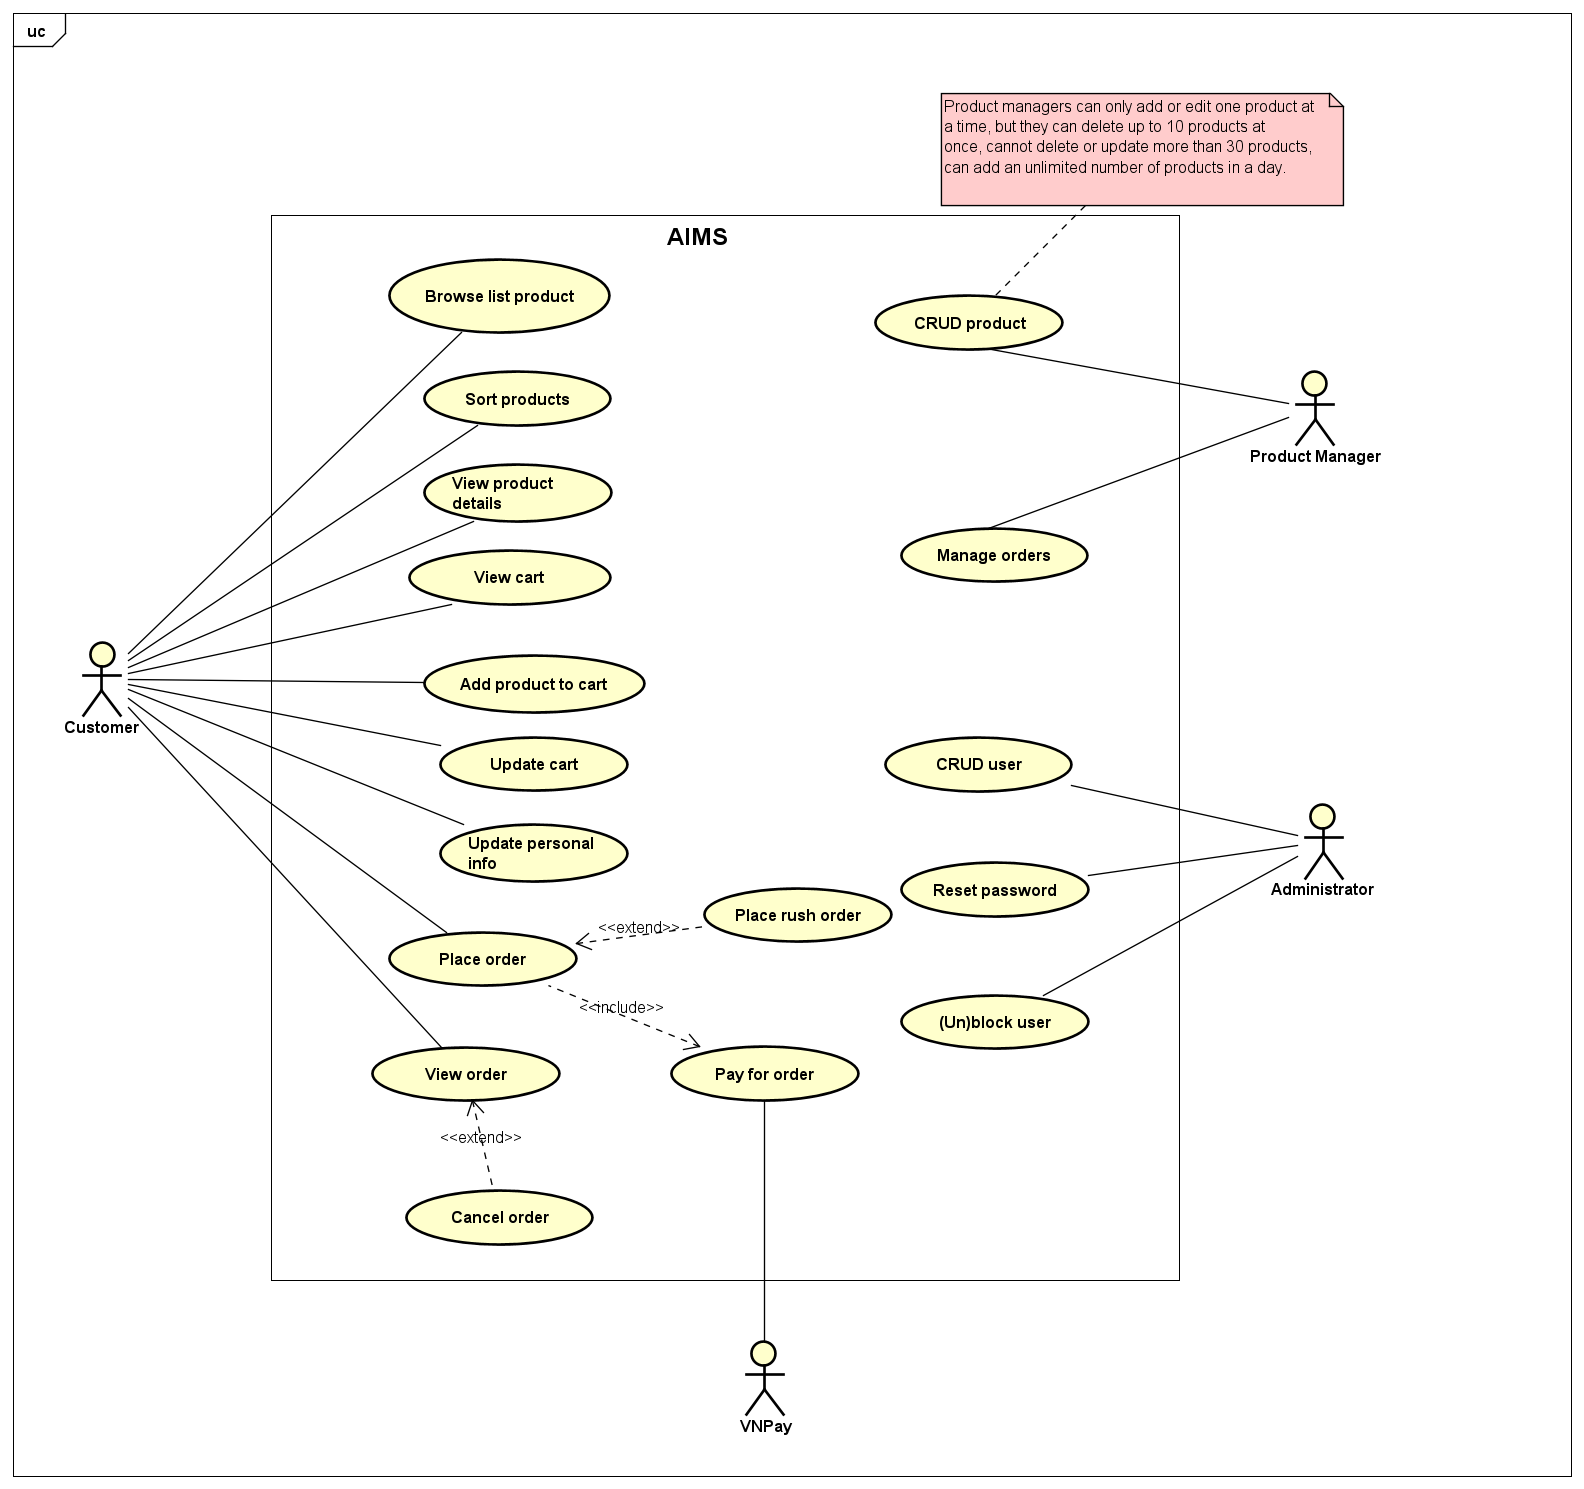 uc
Product managers can only add or edit one product at
a time, but they can delete up to 10 products at
once, cannot delete or update more than 30 products,
can add an unlimited number of products in a day.
AIMS
Browse list product
CRUD product
Sort products
Product Manager
View product
details
Manage orders
View cart
Customer
Add product to cart
Update cart
CRUD user
Update personal
info
Reset password
Administrator
Place rush order
<<extend>>
Place order
<<include>>
(Un)block user
View order
Pay for order
<<extend>>
Cancel order
VNPay